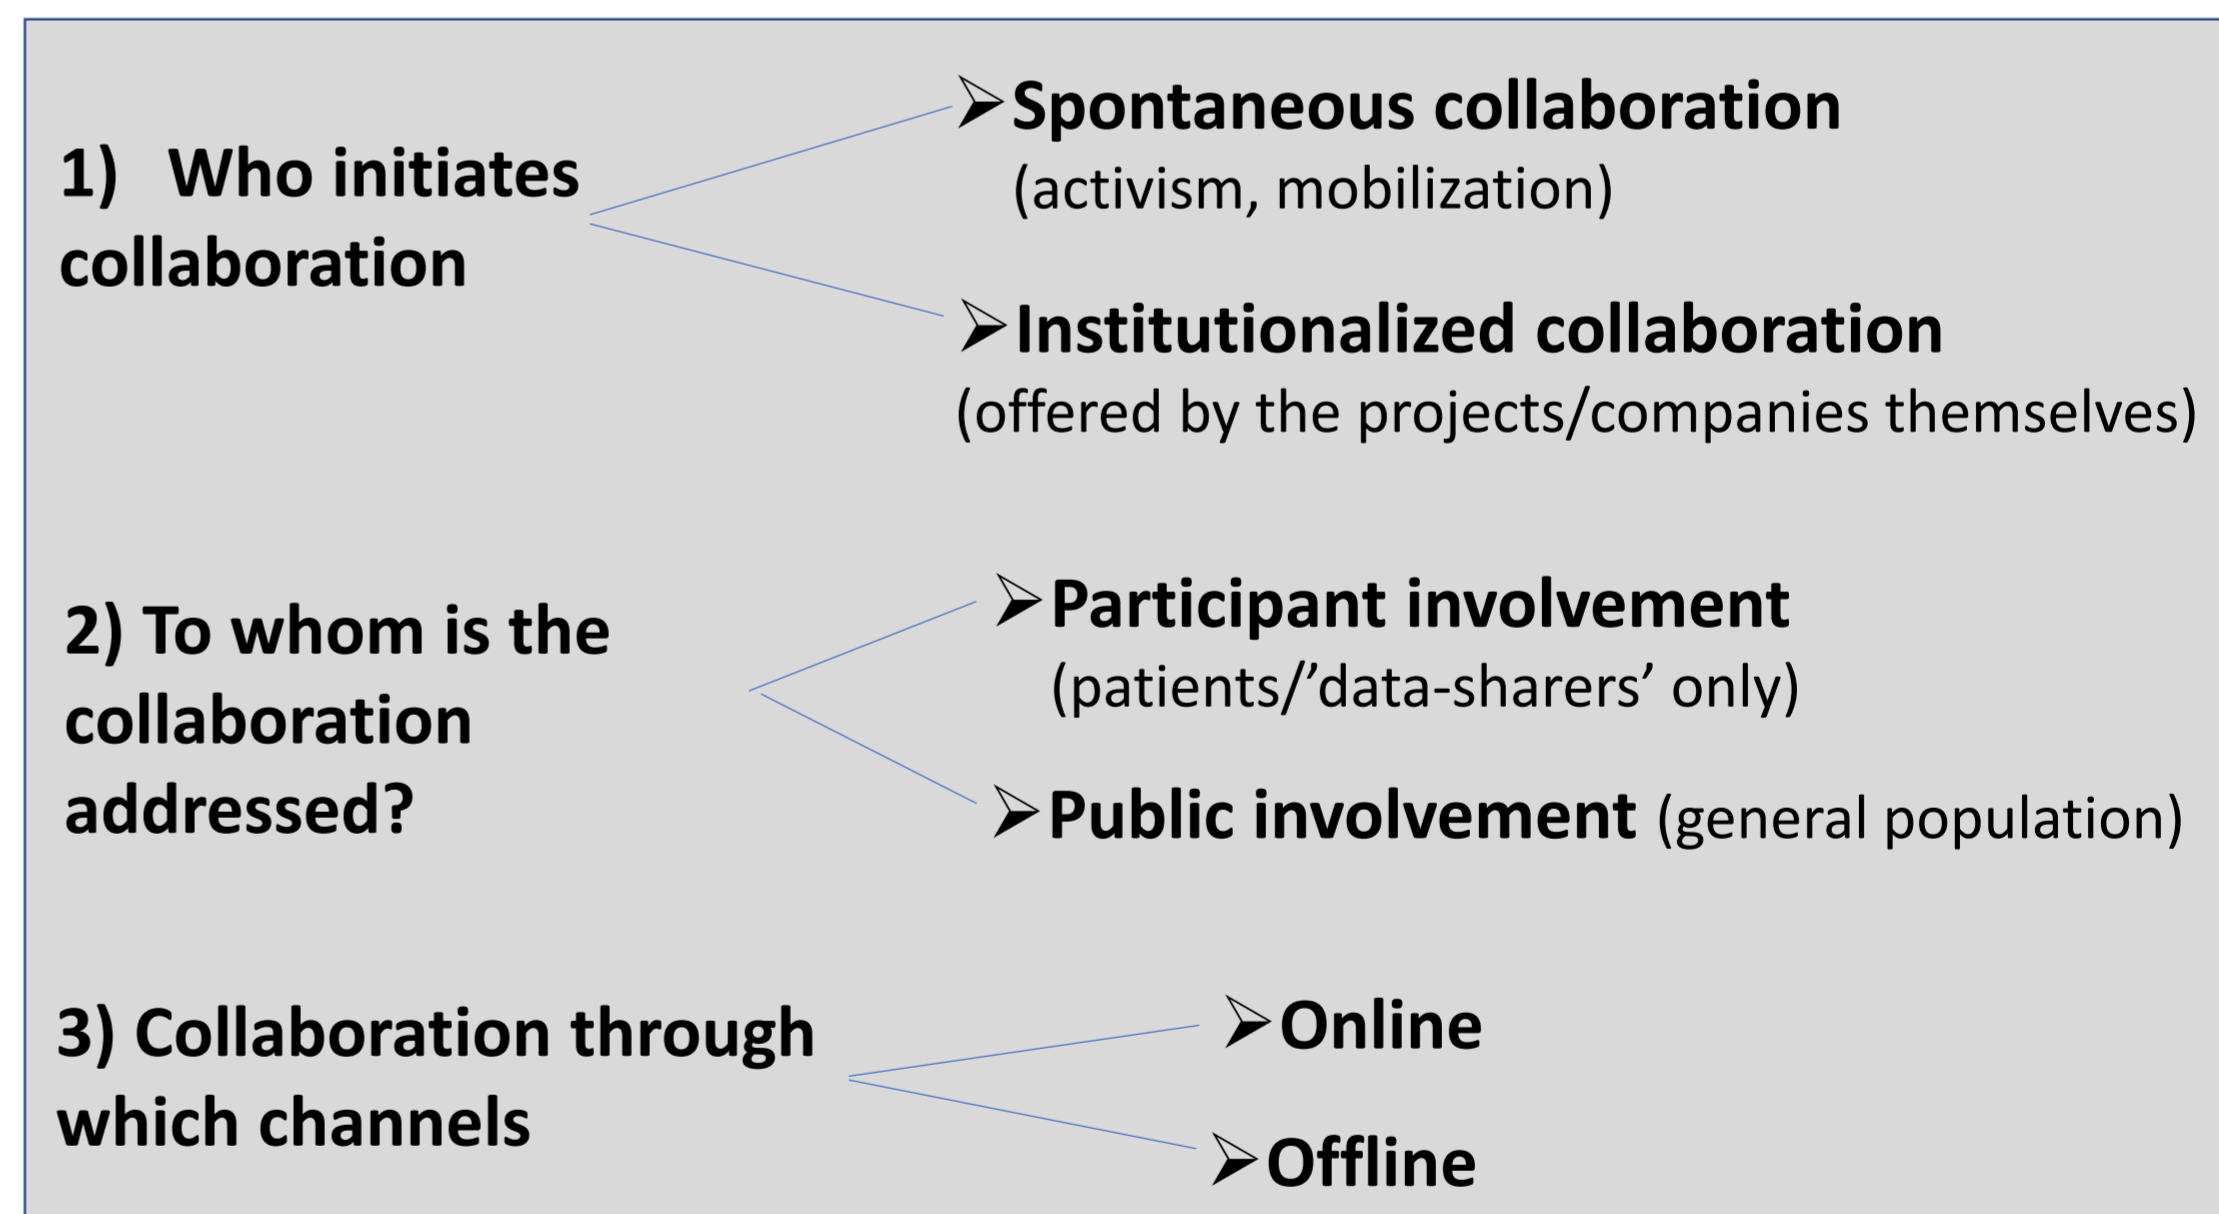 1) Who initiates
collaboration
➢Spontaneous collaboration
(activism, mobilization)
➢Institutionalized collaboration
(offered by the projects/companies themselves)
2) To whom is the
collaboration
addressed?
➢Participant involvement
(patients/’data-sharers’ only)
➢Public involvement (general population)
3) Collaboration through
which channels
➢Online
➢Offline